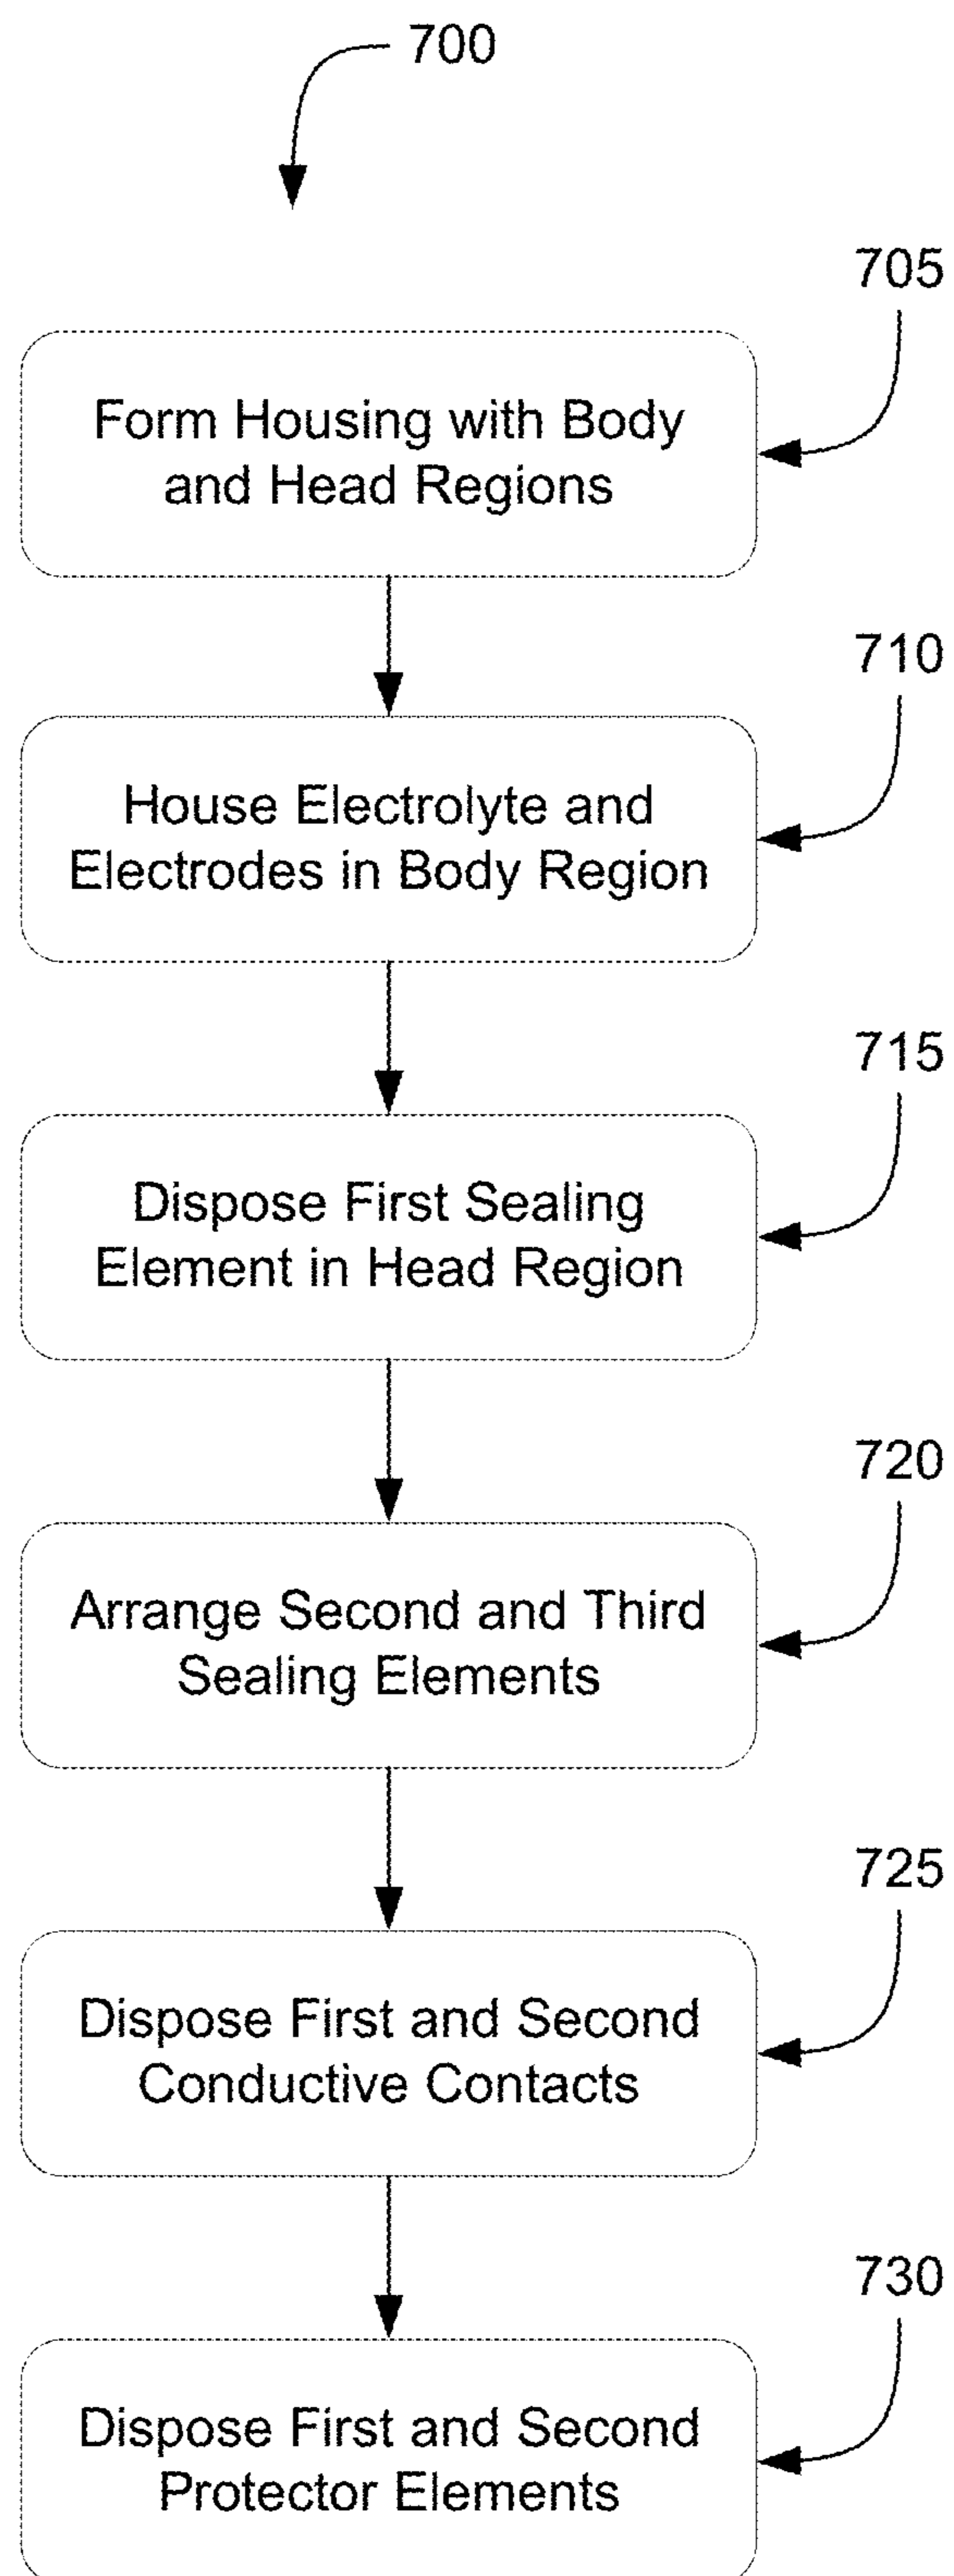 700
705
Form Housing with Body
and Head Regions
710
House Electrolyte and
Electrodes in Body Region
715
Dispose First Sealing
Element in Head Region
720
Arrange Second and Third
Sealing Elements
725
Dispose First and Second
Conductive Contacts
730
Dispose First and Second
Protector Elements